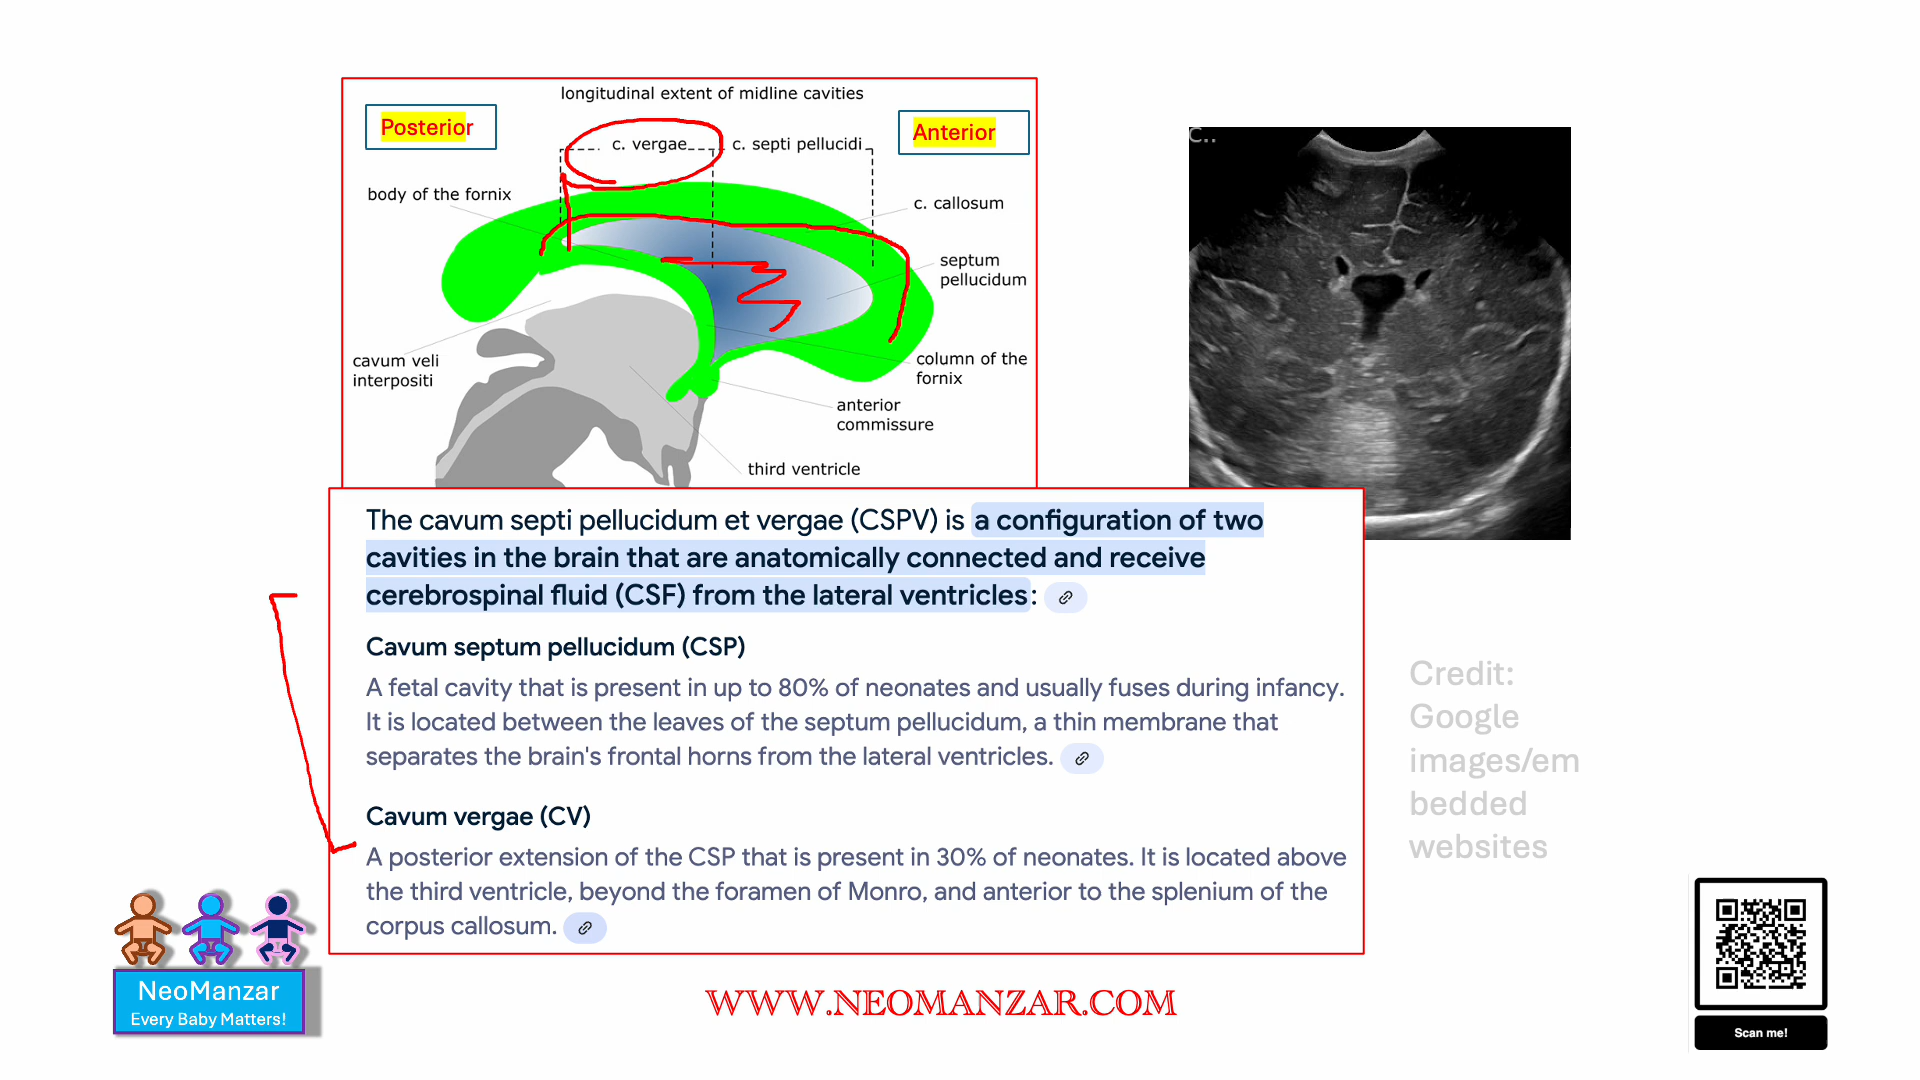 longitudinal extent of midline cavities
Posterior
Anterior
c. vergae
c. septi pellucidi
body of the fornix
c. callosum
septum
pellucidum
cavum veli
interpositi
column of the
fornix
anterior
commissure
third ventricle
C..
The cavum septi pellucidum et vergae (CSPV) is a configuration of two
cavities in the brain that are anatomically connected and receive
cerebrospinal fluid (CSF) from the lateral ventricles:
Cavum septum pellucidum (CSP)
A fetal cavity that is present in up to 80% of neonates and usually fuses during infancy.
It is located between the leaves of the septum pellucidum, a thin membrane that
separates the brain's frontal horns from the lateral ventricles.
Cavum vergae (CV)
A posterior extension of the CSP that is present in 30% of neonates. It is located above
the third ventricle, beyond the foramen of Monro, and anterior to the splenium of the
corpus callosum.
Credit:
Google
images/em
bedded
websites
NeoManzar
Every Baby Matters!
WWW.NEOMANZAR.COM
Scan me!